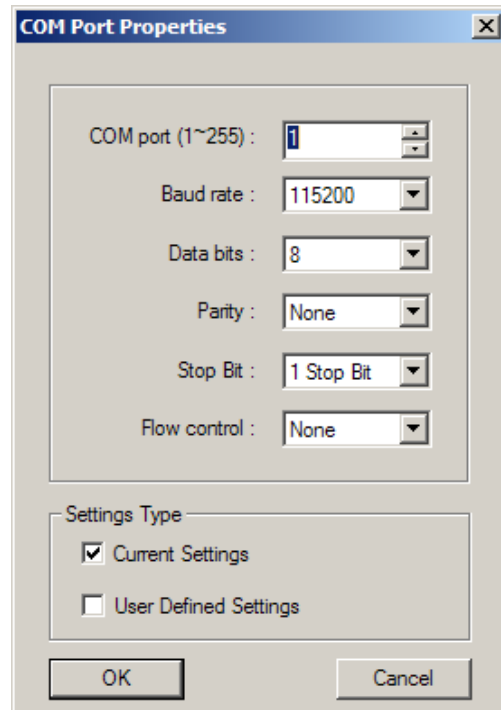 COM Port Properties
COM port (1~255) : 1
Baud rate : 115200
Data bits : 8
Parity : None
Stop Bit : 1 Stop Bit
Flow control : None
Settings Type
Current Settings
User Defined Settings
OK Cancel